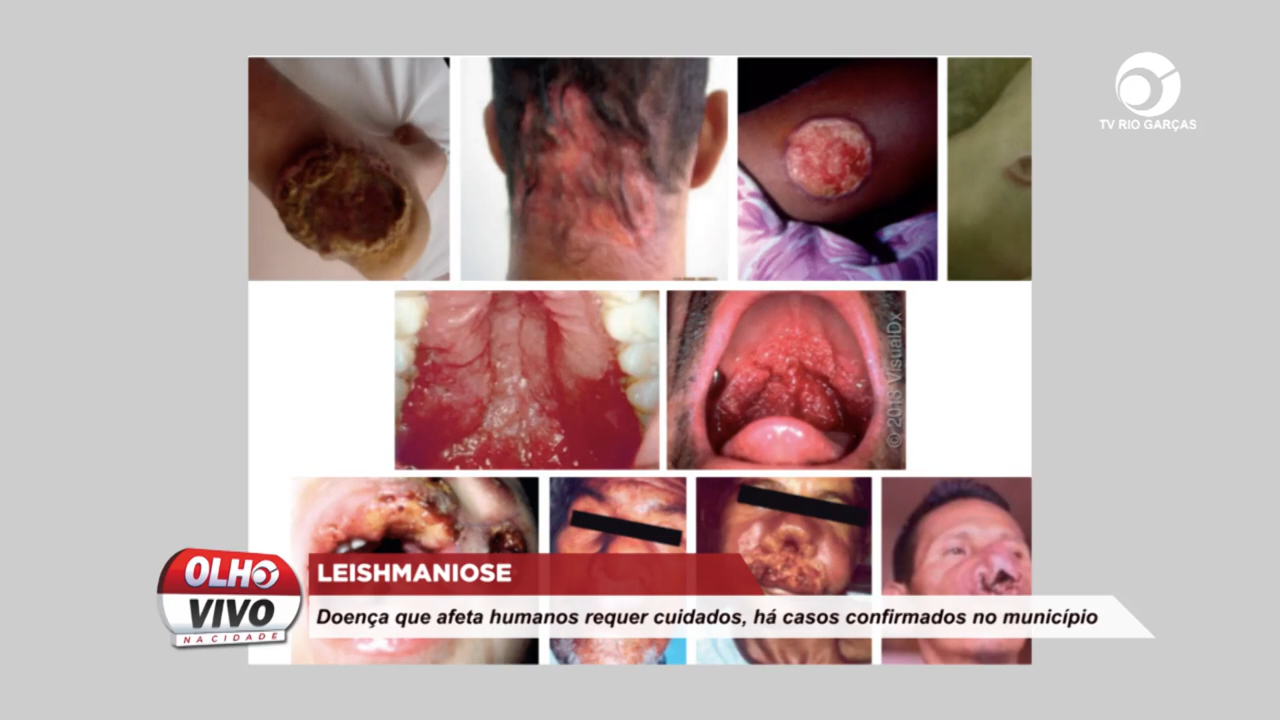 TV RIO GARÇAS
© 2013 VisualDx
OLHO
VIVO
NA CIDADE
LEISHMANIOSE
Doença que afeta humanos requer cuidados, há casos confirmados no município